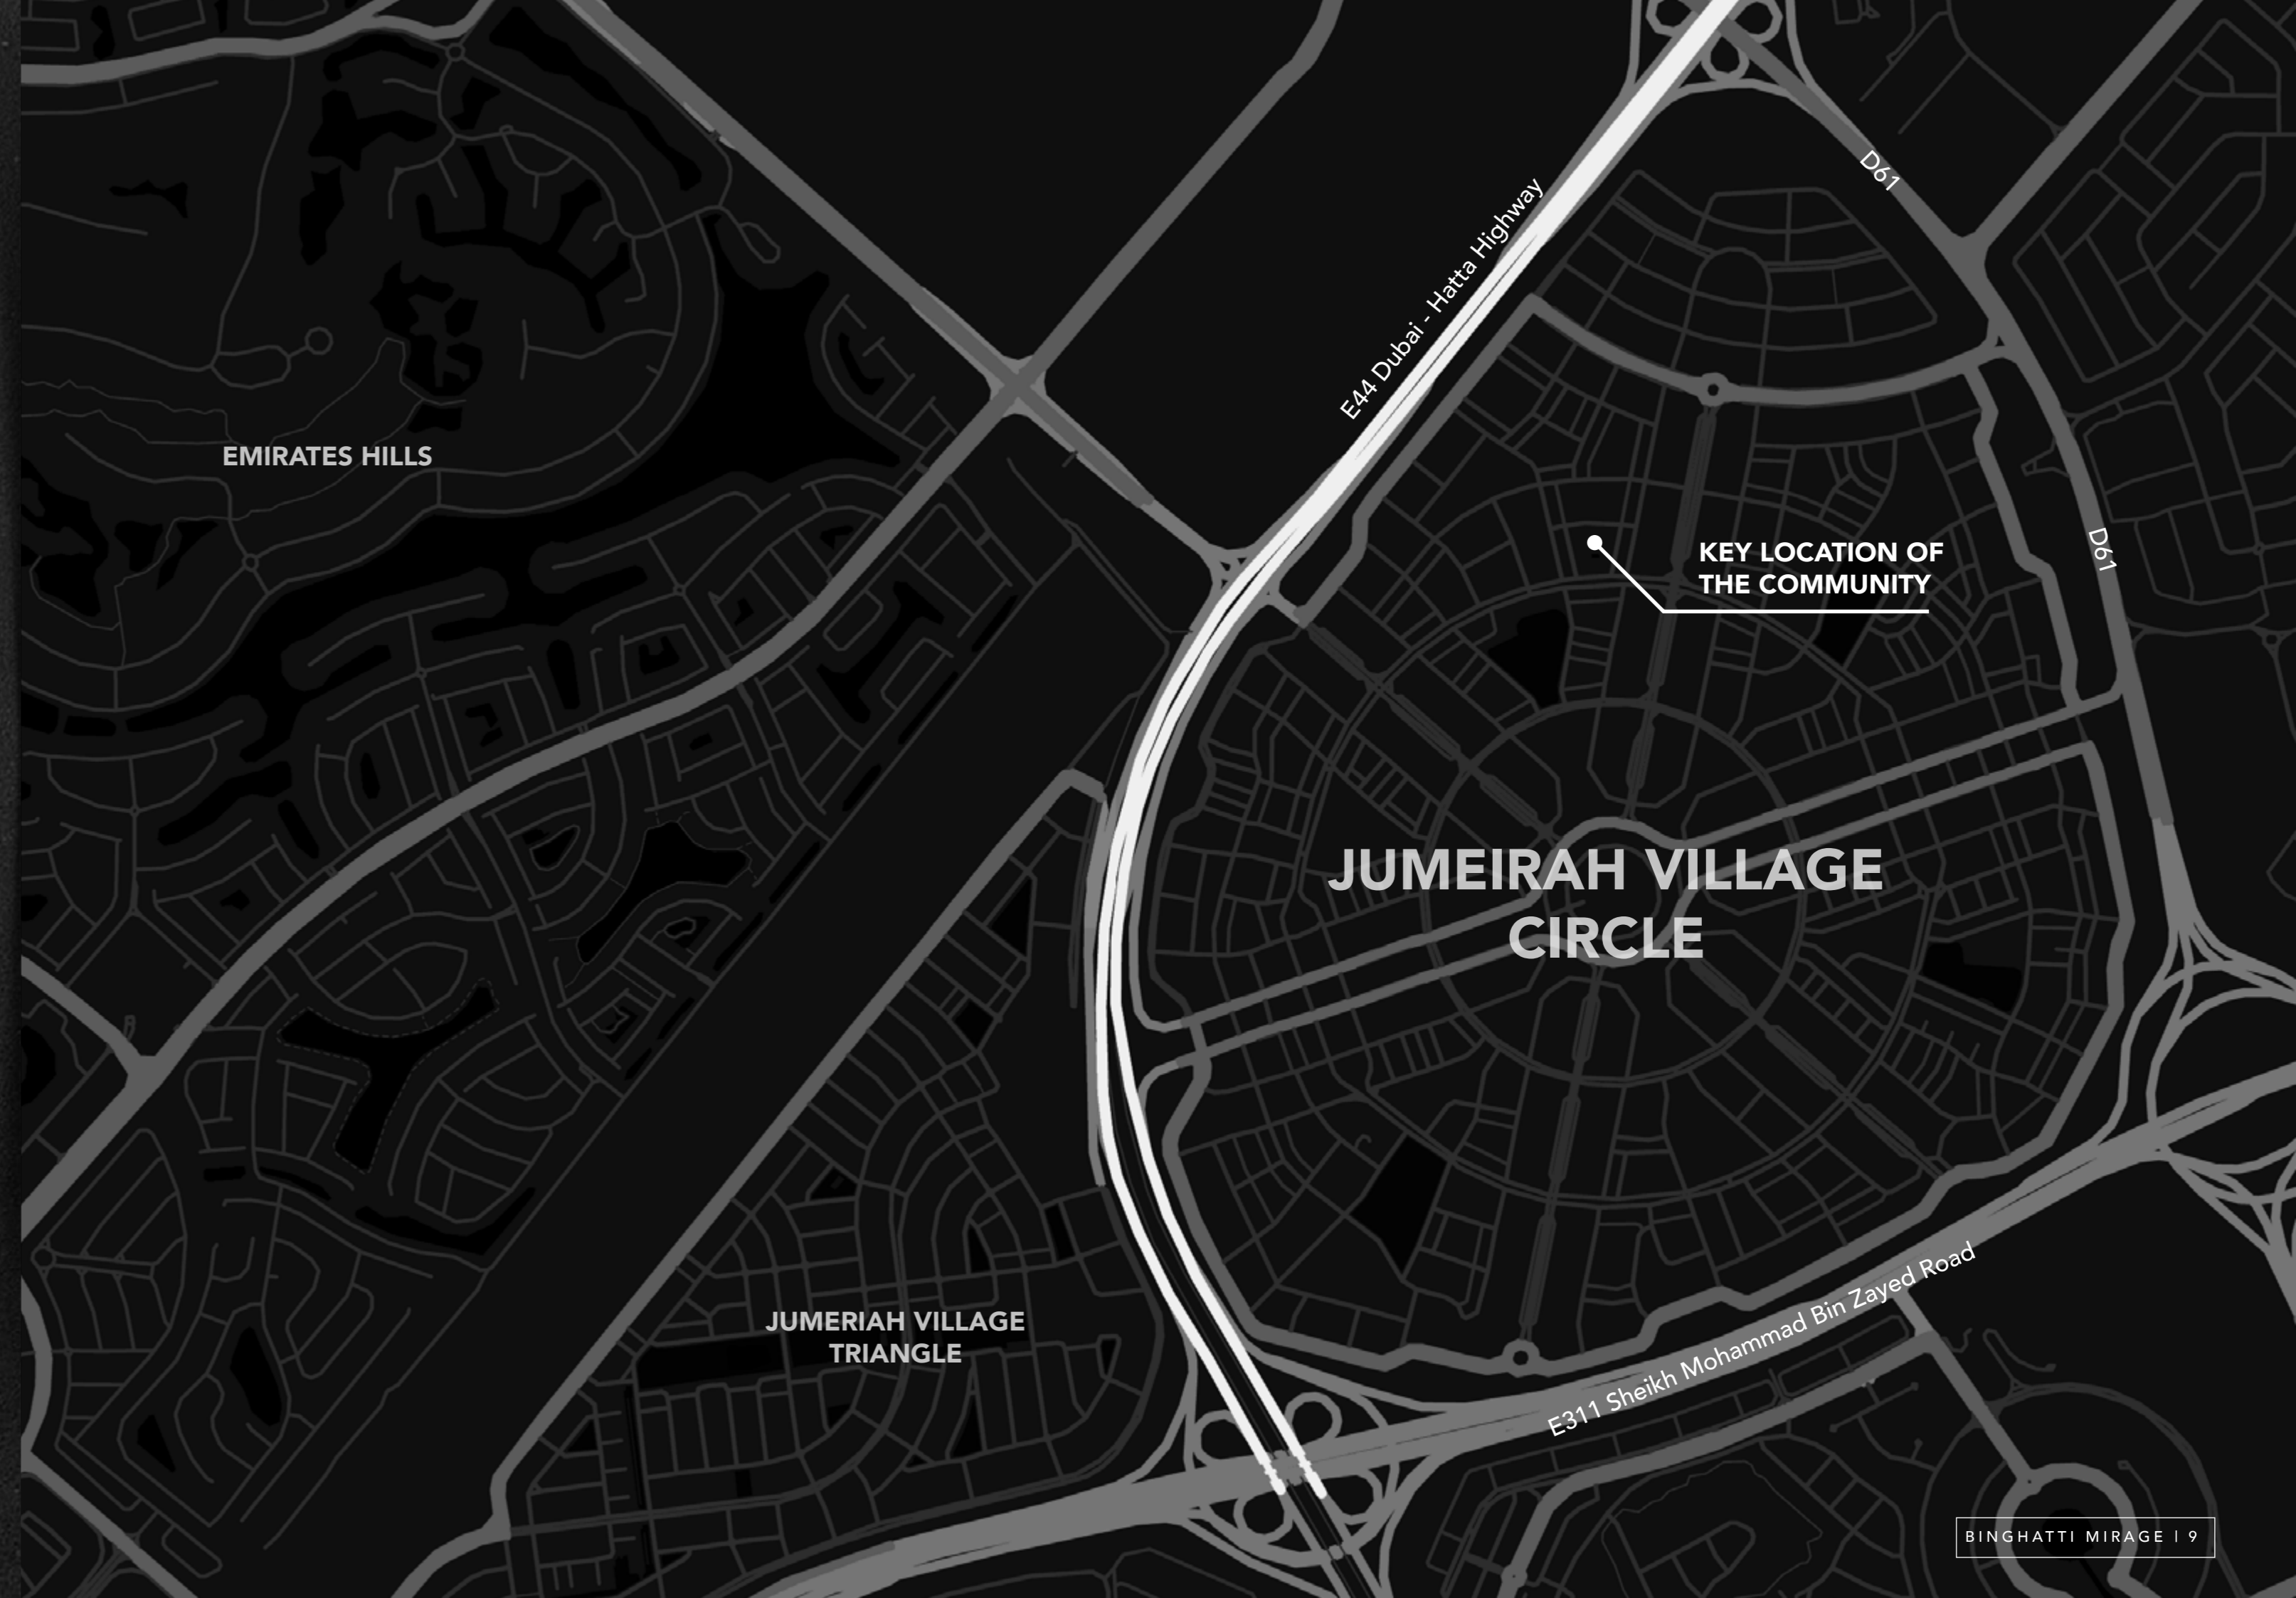 D61
E44 Dubai - Hatta Highway
EMIRATES HILLS
D61
KEY LOCATION OF
THE COMMUNITY
JUMEIRAH VILLAGE
CIRCLE
E311 Sheikh Mohammad Bin Zayed Road
JUMERIAH VILLAGE
TRIANGLE
BINGHATTI MIRAGE | 9